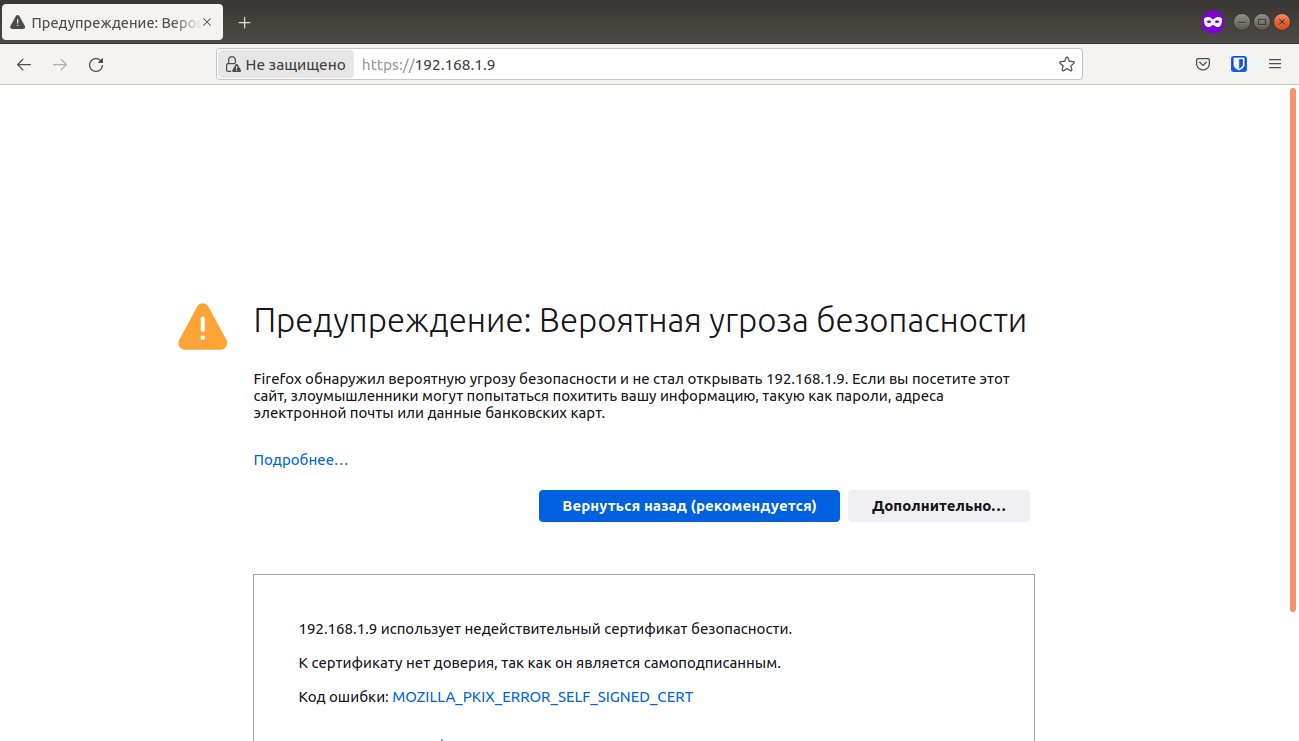 Предупреждение: Веро
Не защищено
https://192.168.1.9
Предупреждение: Вероятная угроза безопасности
Firefox обнаружил вероятную угрозу безопасности и не стал открывать 192.168.1.9. Если вы посетите этот
сайт, злоумышленники могут попытаться похитить вашу информацию, такую как пароли, адреса
электронной почты или данные банковских карт.
Подробнее…
Вернуться назад (рекомендуется)
Дополнительно…
192.168.1.9 использует недействительный сертификат безопасности.
К сертификату нет доверия, так как он является самоподписанным.
Код ошибки: MOZILLA_PKIX_ERROR_SELF_SIGNED_CERT